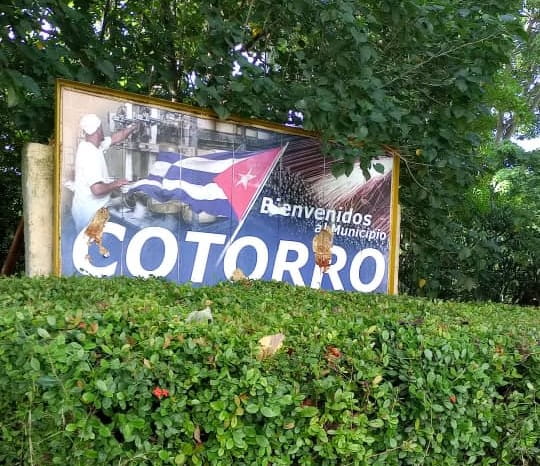 Bienvenidos
al Municipio
COTORRO